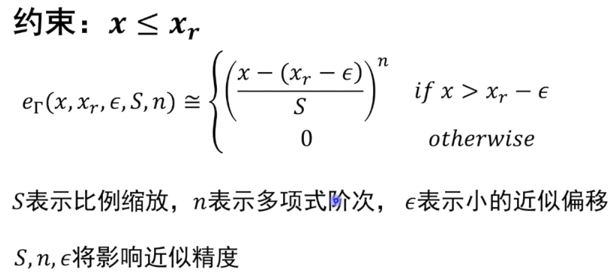 约束：x ≤ x_r
e_Γ(x, x_r, ϵ, S, n) ≅ { ((x − (x_r − ϵ)) / S)^n if x > x_r − ϵ
0 otherwise
S表示比例缩放，n表示多项式阶次， ϵ表示小的近似偏移
S, n, ϵ将影响近似精度